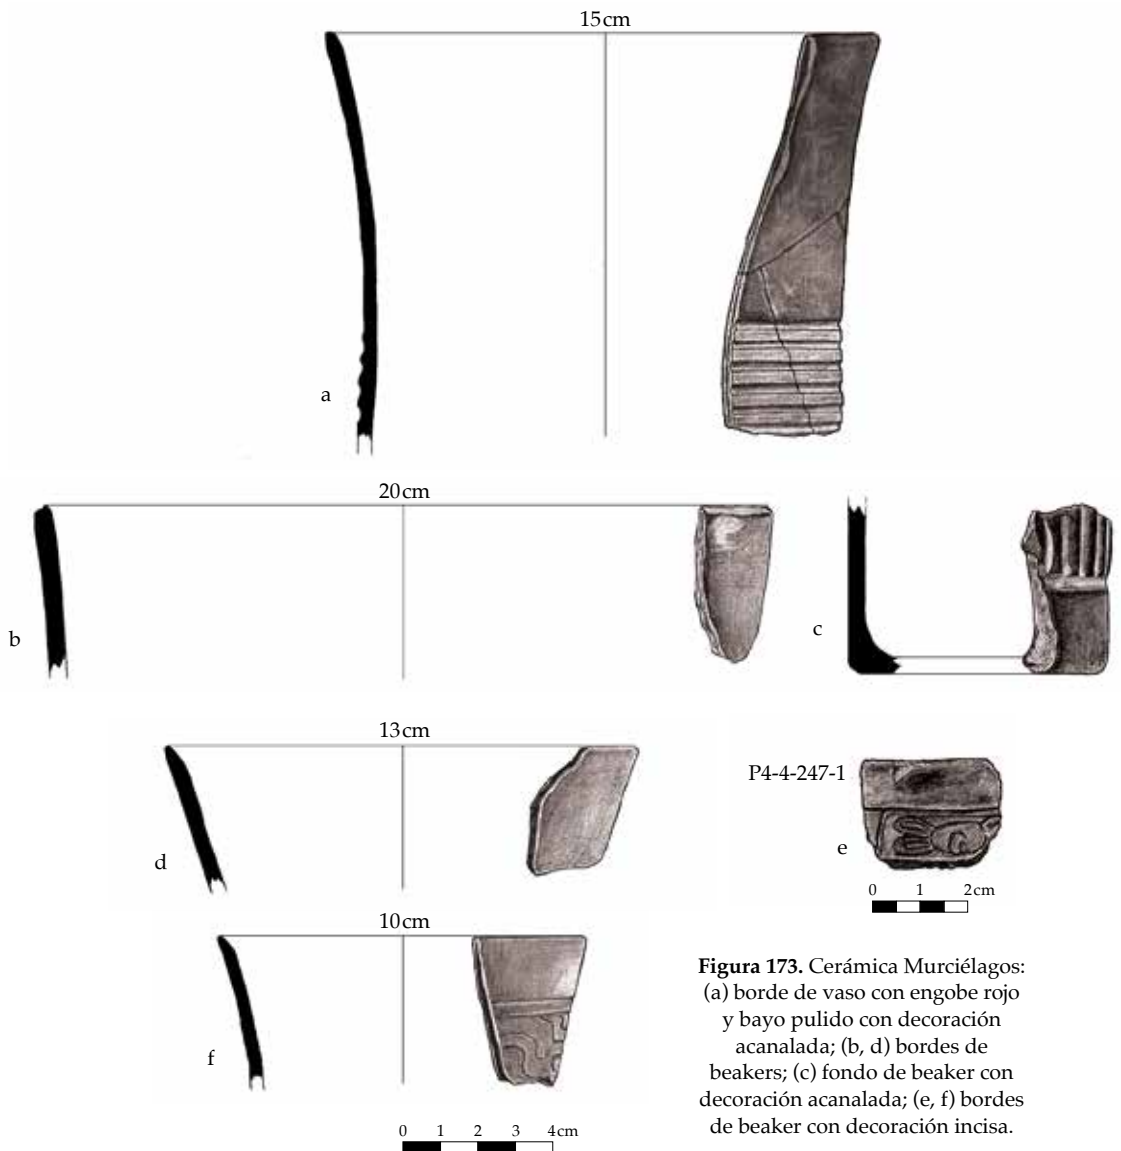 15cm
a
20cm
b
c
13cm
d
P4-4-247-1
e
0 1 2cm
10cm
f
Figura 173. Cerámica Murciélagos:
(a) borde de vaso con engobe rojo
y bayo pulido con decoración
acanalada; (b, d) bordes de
beakers; (c) fondo de beaker con
decoración acanalada; (e, f) bordes
de beaker con decoración incisa.
0 1 2 3 4cm